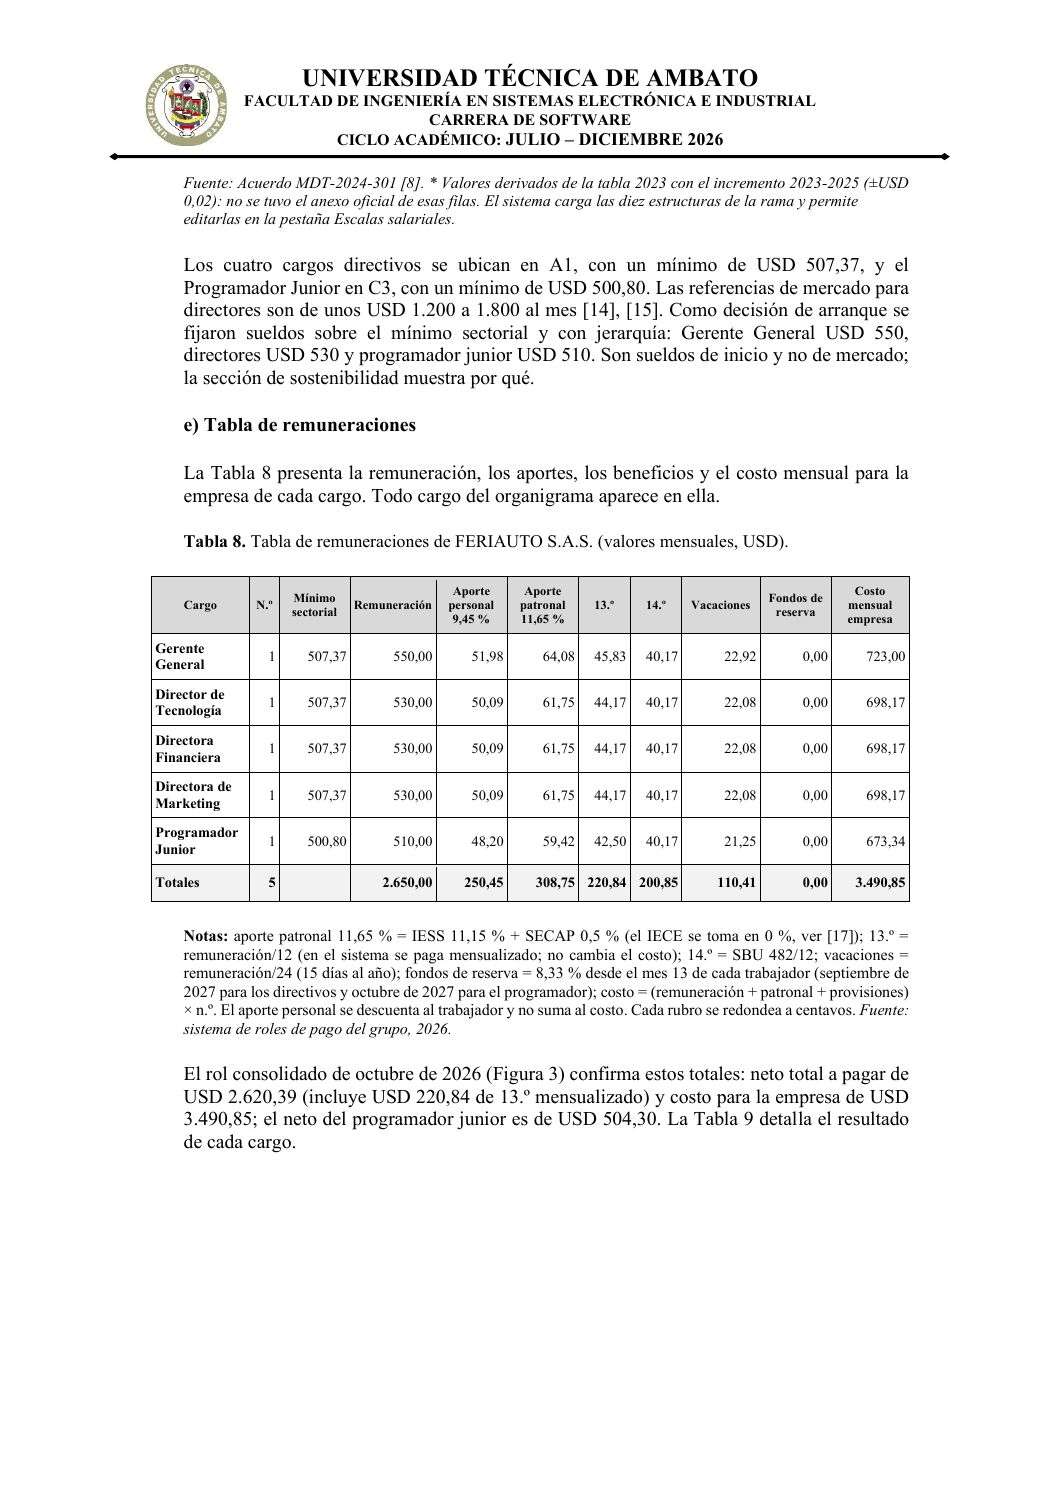 UNIVERSIDAD TÉCNICA DE AMBATO
FACULTAD DE INGENIERÍA EN SISTEMAS ELECTRÓNICA E INDUSTRIAL
CARRERA DE SOFTWARE
CICLO ACADÉMICO: JULIO – DICIEMBRE 2026
UNIVERSIDAD TECNICA DE AMBATO
Fuente: Acuerdo MDT-2024-301 [8]. * Valores derivados de la tabla 2023 con el incremento 2023-2025 (±USD
0,02): no se tuvo el anexo oficial de esas filas. El sistema carga las diez estructuras de la rama y permite
editarlas en la pestaña Escalas salariales.
Los cuatro cargos directivos se ubican en A1, con un mínimo de USD 507,37, y el
Programador Junior en C3, con un mínimo de USD 500,80. Las referencias de mercado para
directores son de unos USD 1.200 a 1.800 al mes [14], [15]. Como decisión de arranque se
fijaron sueldos sobre el mínimo sectorial y con jerarquía: Gerente General USD 550,
directores USD 530 y programador junior USD 510. Son sueldos de inicio y no de mercado;
la sección de sostenibilidad muestra por qué.
e) Tabla de remuneraciones
La Tabla 8 presenta la remuneración, los aportes, los beneficios y el costo mensual para la
empresa de cada cargo. Todo cargo del organigrama aparece en ella.
Tabla 8. Tabla de remuneraciones de FERIAUTO S.A.S. (valores mensuales, USD).
Cargo N.º Mínimo sectorial Remuneración Aporte personal 9,45 % Aporte patronal 11,65 % 13.º 14.º Vacaciones Fondos de reserva Costo mensual empresa
Gerente General 1 507,37 550,00 51,98 64,08 45,83 40,17 22,92 0,00 723,00
Director de Tecnología 1 507,37 530,00 50,09 61,75 44,17 40,17 22,08 0,00 698,17
Directora Financiera 1 507,37 530,00 50,09 61,75 44,17 40,17 22,08 0,00 698,17
Directora de Marketing 1 507,37 530,00 50,09 61,75 44,17 40,17 22,08 0,00 698,17
Programador Junior 1 500,80 510,00 48,20 59,42 42,50 40,17 21,25 0,00 673,34
Totales 5 2.650,00 250,45 308,75 220,84 200,85 110,41 0,00 3.490,85
Notas: aporte patronal 11,65 % = IESS 11,15 % + SECAP 0,5 % (el IECE se toma en 0 %, ver [17]); 13.º =
remuneración/12 (en el sistema se paga mensualizado; no cambia el costo); 14.º = SBU 482/12; vacaciones =
remuneración/24 (15 días al año); fondos de reserva = 8,33 % desde el mes 13 de cada trabajador (septiembre de
2027 para los directivos y octubre de 2027 para el programador); costo = (remuneración + patronal + provisiones)
× n.º. El aporte personal se descuenta al trabajador y no suma al costo. Cada rubro se redondea a centavos. Fuente:
sistema de roles de pago del grupo, 2026.
El rol consolidado de octubre de 2026 (Figura 3) confirma estos totales: neto total a pagar de
USD 2.620,39 (incluye USD 220,84 de 13.º mensualizado) y costo para la empresa de USD
3.490,85; el neto del programador junior es de USD 504,30. La Tabla 9 detalla el resultado
de cada cargo.